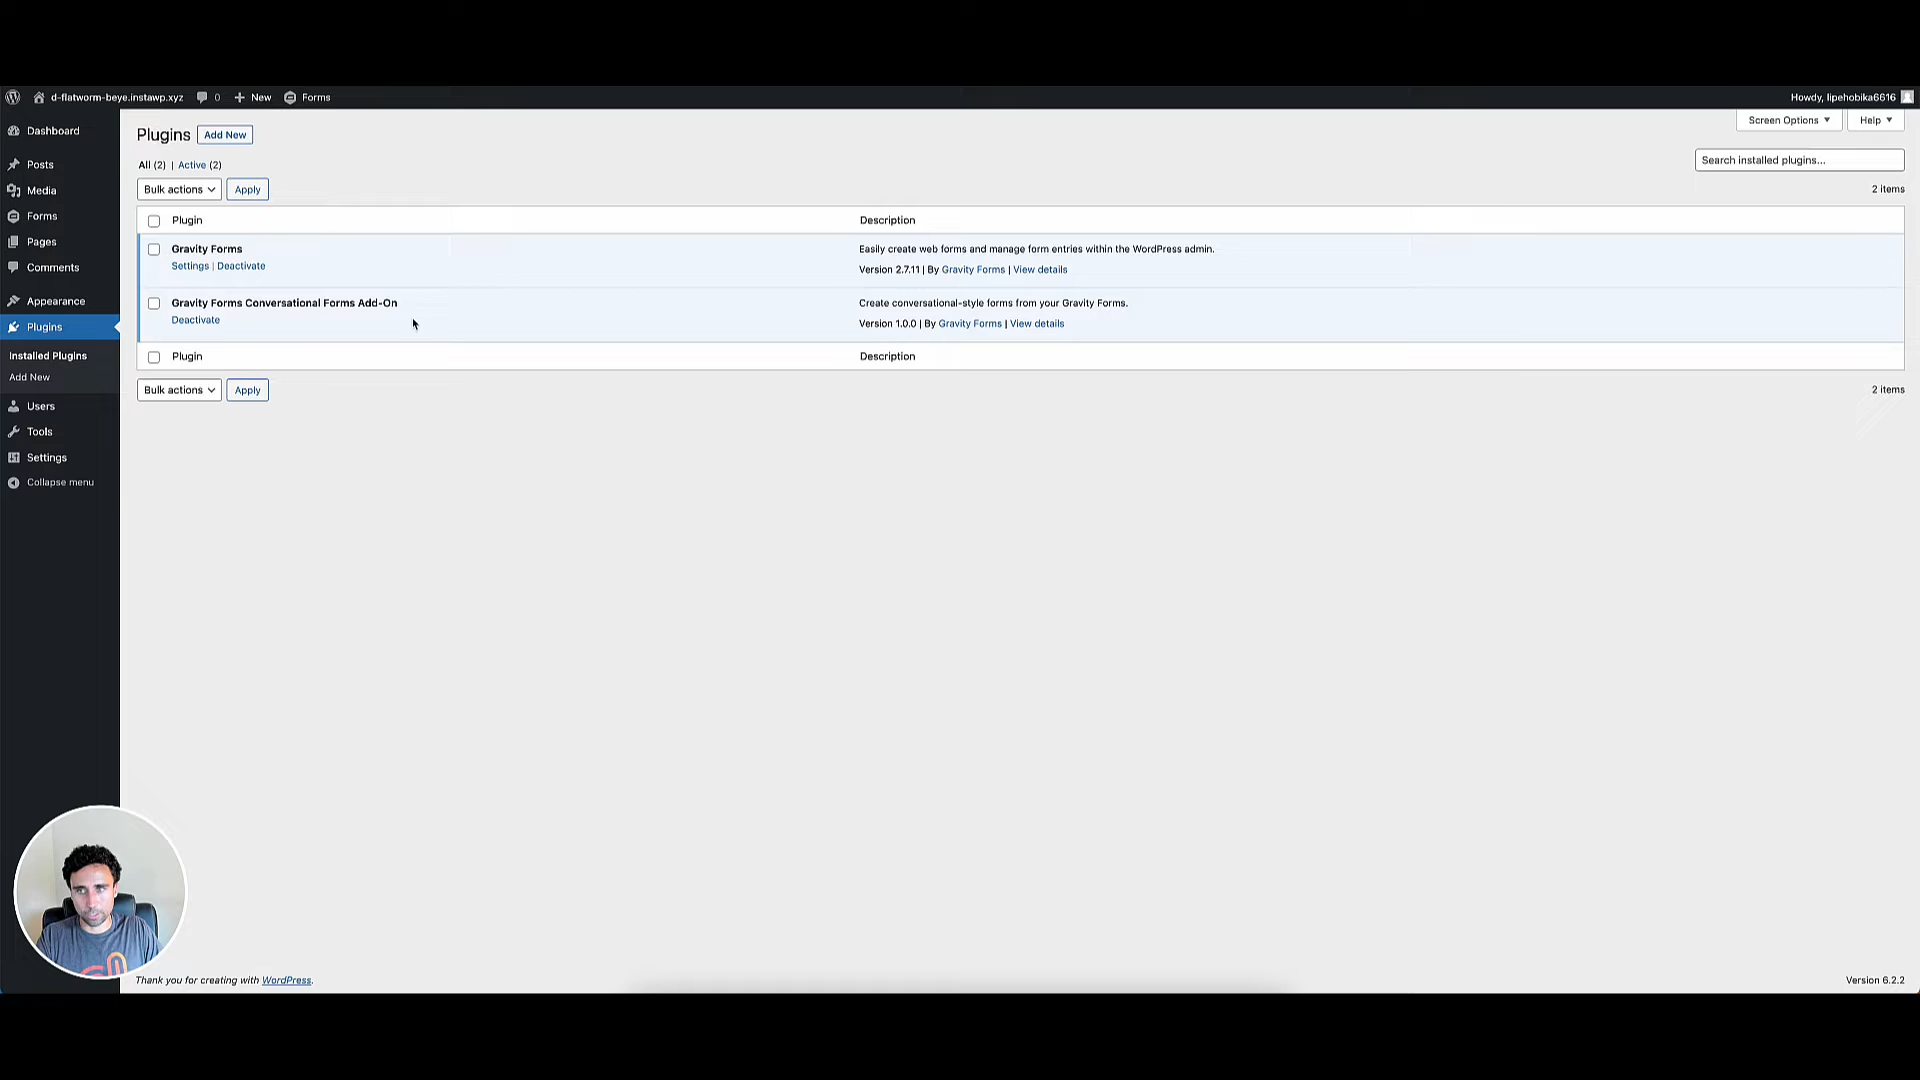 d-flatworm-beye.instawp.xyz 0 New Forms Howdy, lipehobika6616
Dashboard
Posts
Media
Forms
Pages
Comments
Appearance
Plugins
Installed Plugins
Add New
Users
Tools
Settings
Collapse menu
Screen Options Help
Plugins Add New
All (2) | Active (2)
Search installed plugins...
Bulk actions Apply 2 items
Plugin Description
Gravity Forms Easily create web forms and manage form entries within the WordPress admin.
Settings | Deactivate Version 2.7.11 | By Gravity Forms | View details
Gravity Forms Conversational Forms Add-On Create conversational-style forms from your Gravity Forms.
Deactivate Version 1.0.0 | By Gravity Forms | View details
Plugin Description
Bulk actions Apply 2 items
Thank you for creating with WordPress. Version 6.2.2